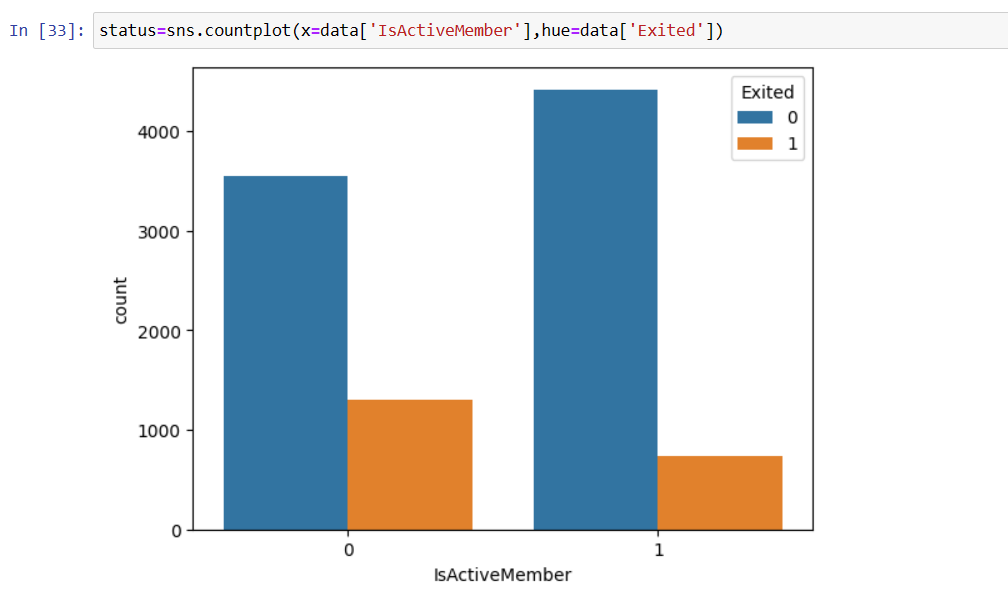 In [33]: status=sns.countplot(x=data['IsActiveMember'],hue=data['Exited'])
Exited
0
1
4000
3000
2000
1000
0
count
0 1
IsActiveMember